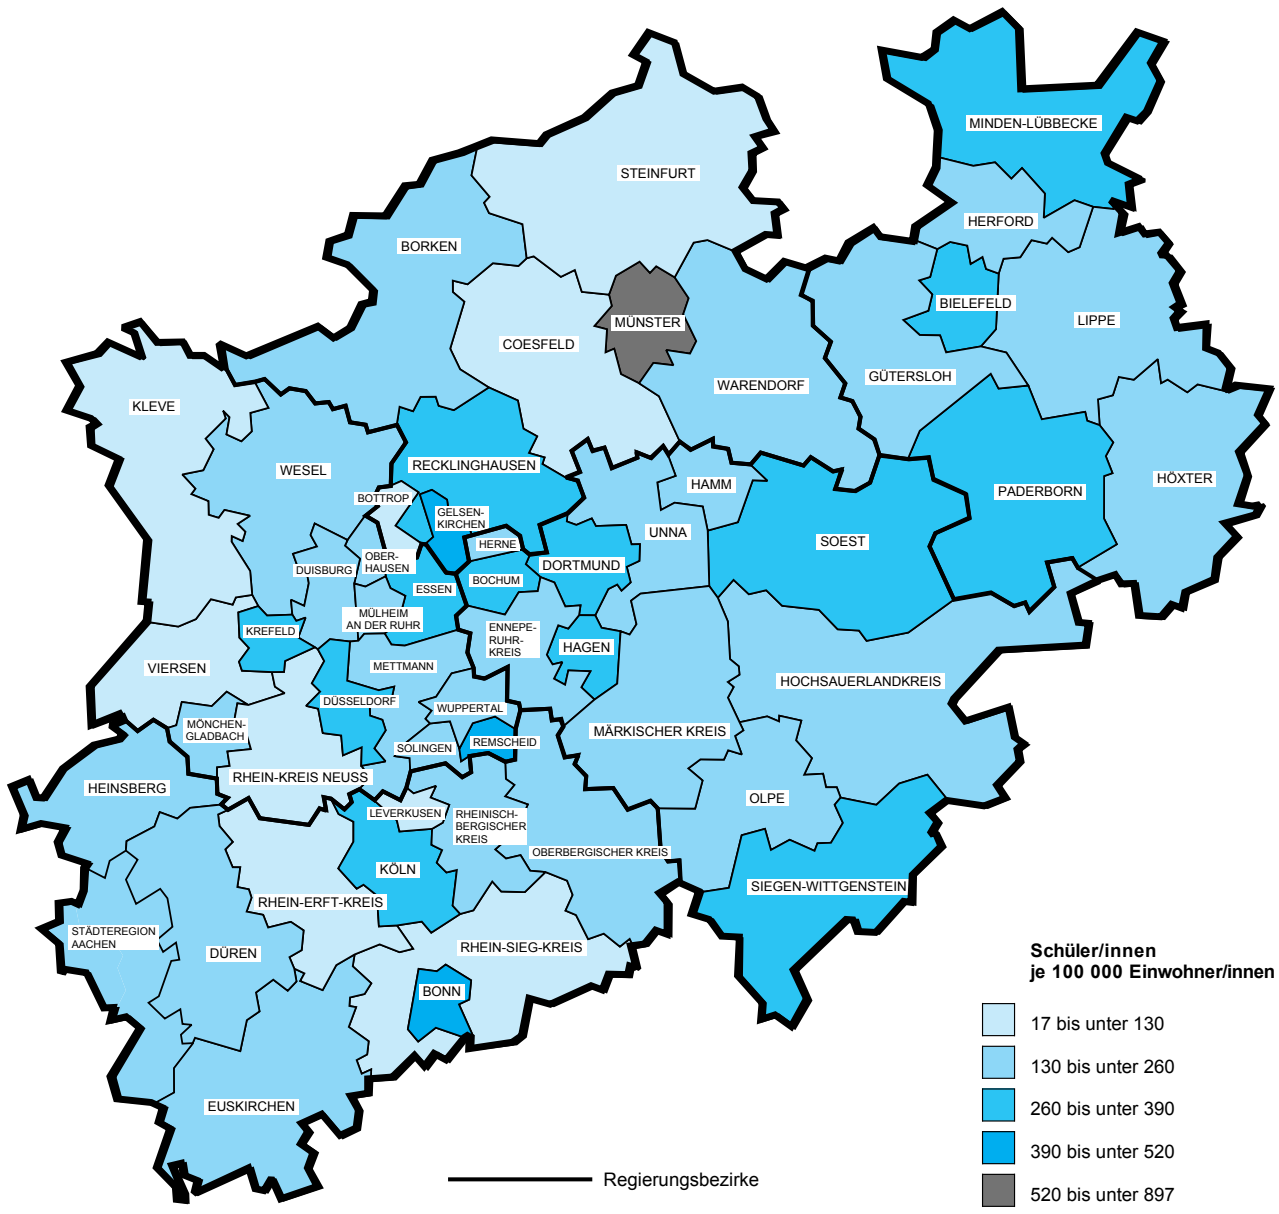 MINDEN-LÜBBECKE
STEINFURT
HERFORD
BORKEN
BIELEFELD
LIPPE
MÜNSTER
COESFELD
GÜTERSLOH
WARENDORF
KLEVE
RECKLINGHAUSEN
WESEL
HÖXTER
HAMM
PADERBORN
BOTTROP
GELSEN-
KIRCHEN
UNNA
SOEST
HERNE
OBER-
HAUSEN
DORTMUND
DUISBURG
BOCHUM
ESSEN
MÜLHEIM
AN DER RUHR
KREFELD
ENNEPE-
RUHR-
KREIS
HAGEN
VIERSEN
METTMANN
HOCHSAUERLANDKREIS
DÜSSELDORF
WUPPERTAL
MÖNCHEN-
GLADBACH
MÄRKISCHER KREIS
SOLINGEN
REMSCHEID
RHEIN-KREIS NEUSS
HEINSBERG
OLPE
LEVERKUSEN
RHEINISCH-
BERGISCHER
KREIS
OBERBERGISCHER KREIS
KÖLN
SIEGEN-WITTGENSTEIN
RHEIN-ERFT-KREIS
STÄDTEREGION
AACHEN
DÜREN
RHEIN-SIEG-KREIS
BONN
EUSKIRCHEN
Schüler/innen
je 100 000 Einwohner/innen
17 bis unter 130
130 bis unter 260
260 bis unter 390
390 bis unter 520
520 bis unter 897
Regierungsbezirke